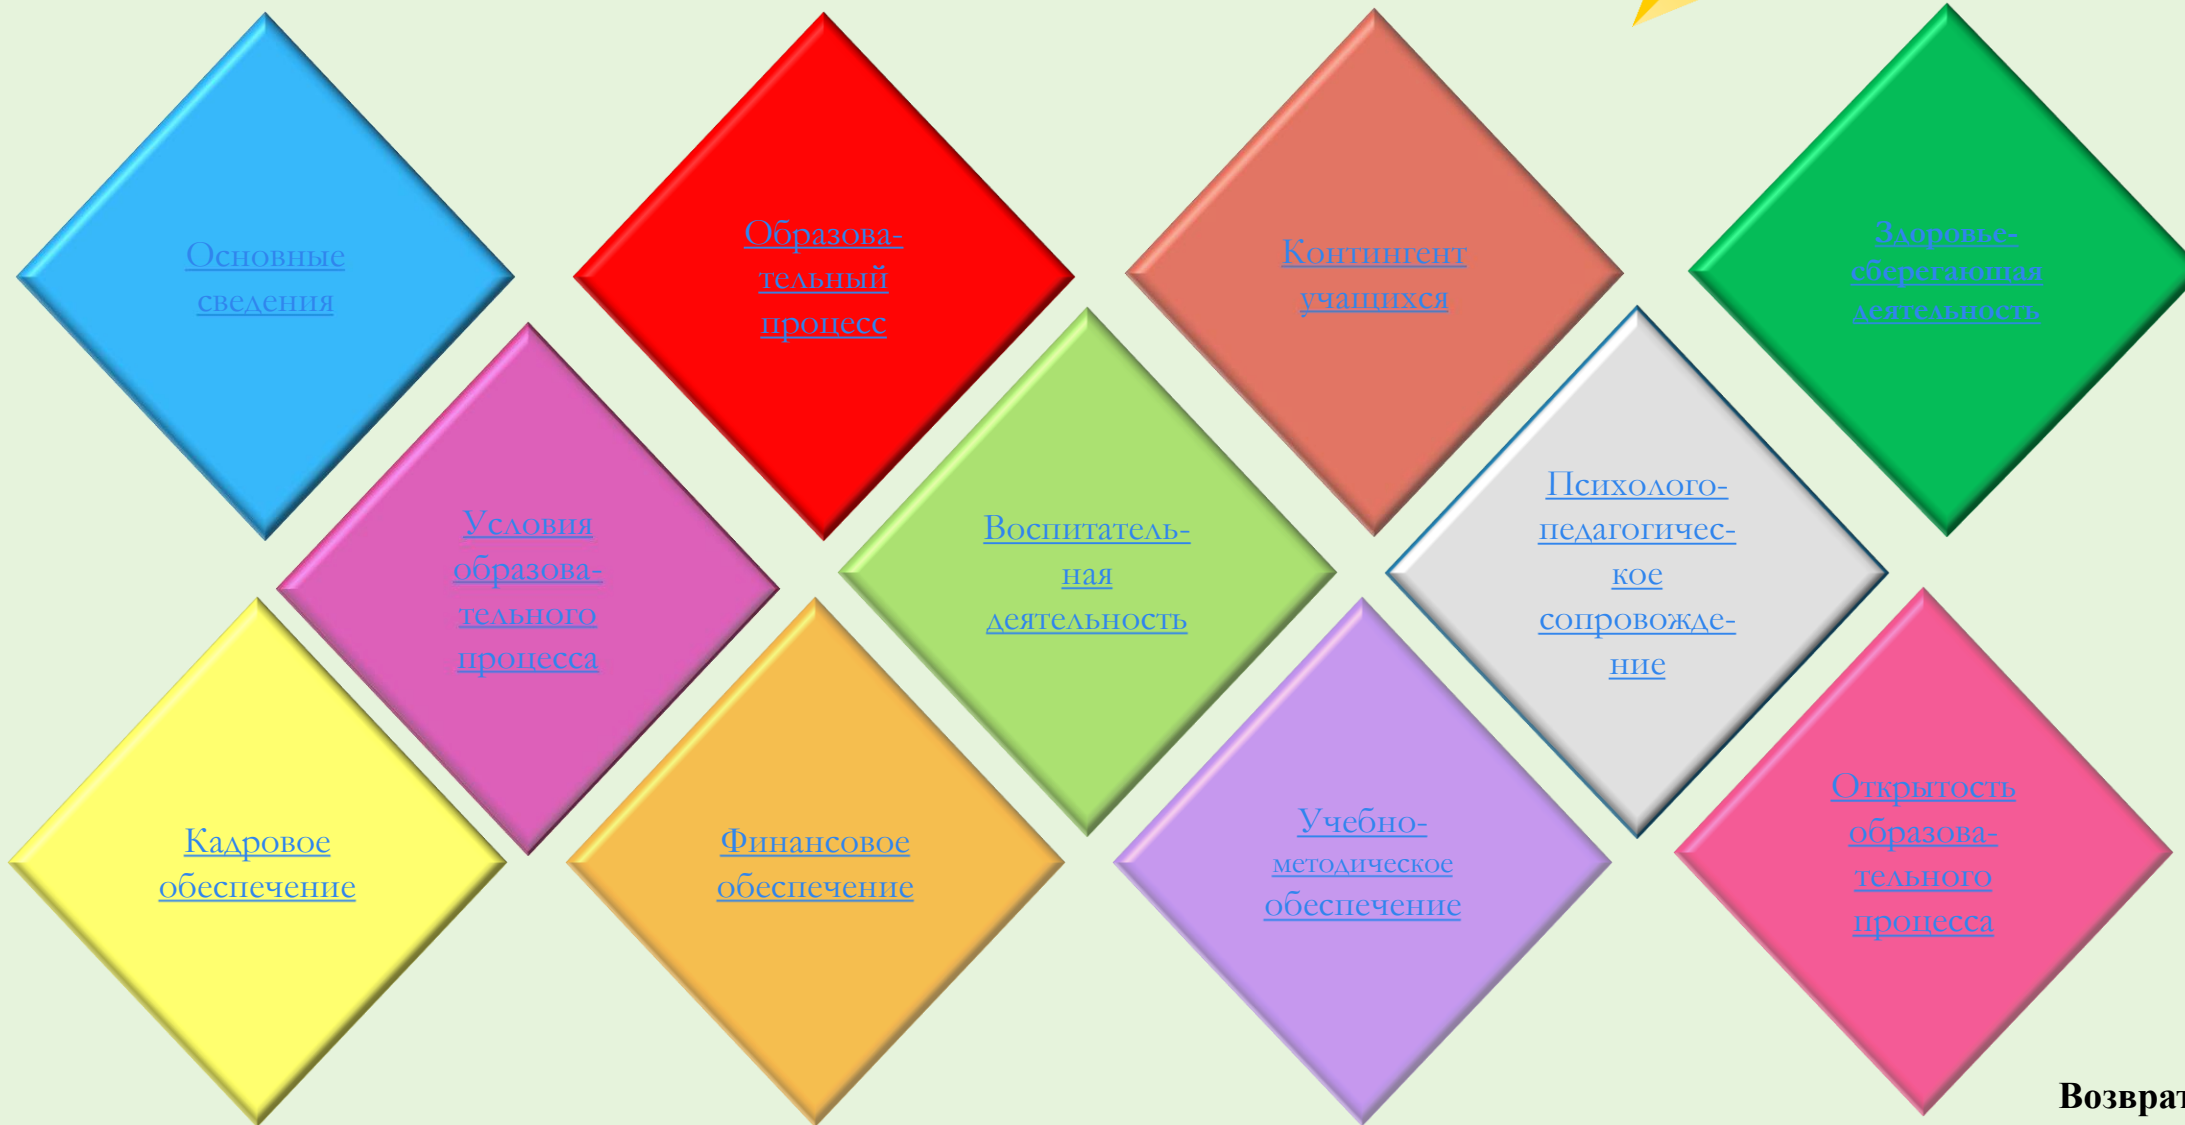 Основные
сведения
Образова-
тельный
процесс
Контингент
учащихся
Здоровье-
сберегающая
деятельность
Условия
образова-
тельного
процесса
Воспитатель-
ная
деятельность
Психолого-
педагогичес-
кое
сопровожде-
ние
Кадровое
обеспечение
Финансовое
обеспечение
Учебно-
методическое
обеспечение
Открытость
образова-
тельного
процесса
Возврат